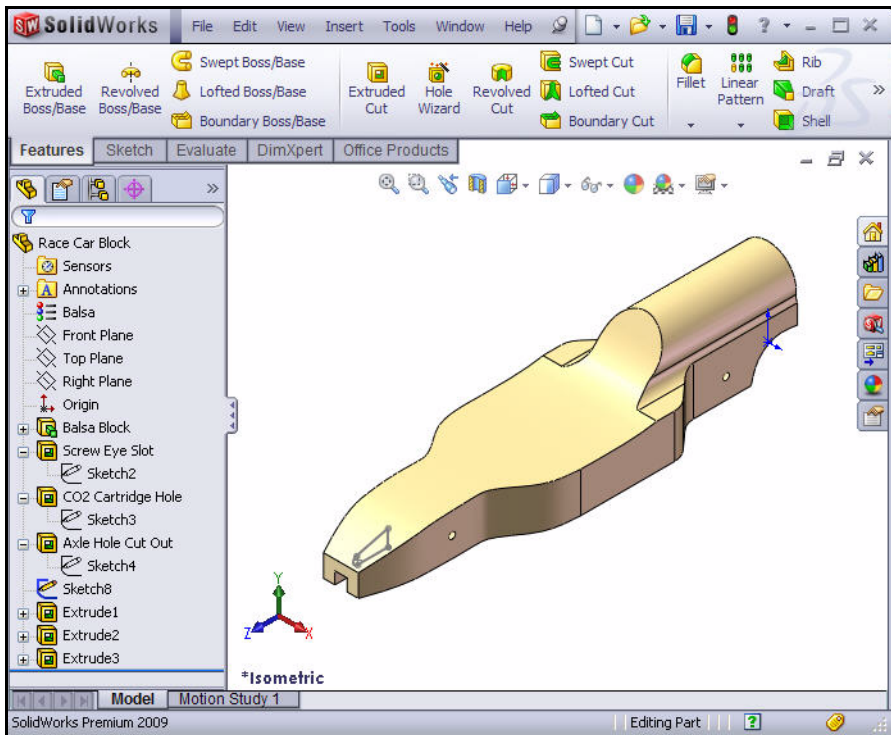 SolidWorks File Edit View Insert Tools Window Help
Extruded Boss/Base
Revolved Boss/Base
Swept Boss/Base
Lofted Boss/Base
Boundary Boss/Base
Extruded Cut
Hole Wizard
Revolved Cut
Swept Cut
Lofted Cut
Boundary Cut
Fillet
Linear Pattern
Rib
Draft
Shell
Features Sketch Evaluate DimXpert Office Products
Race Car Block
Sensors
Annotations
Balsa
Front Plane
Top Plane
Right Plane
Origin
Balsa Block
Screw Eye Slot
Sketch2
CO2 Cartridge Hole
Sketch3
Axle Hole Cut Out
Sketch4
Sketch8
Extrude1
Extrude2
Extrude3
Y
Z X
*Isometric
Model Motion Study 1
SolidWorks Premium 2009 Editing Part